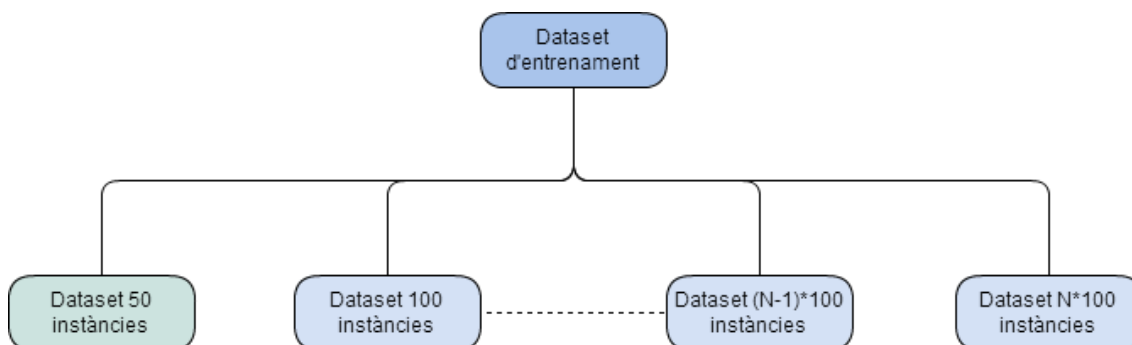 Dataset
d'entrenament
Dataset 50
instàncies
Dataset 100
instàncies
Dataset (N-1)*100
instàncies
Dataset N*100
instàncies